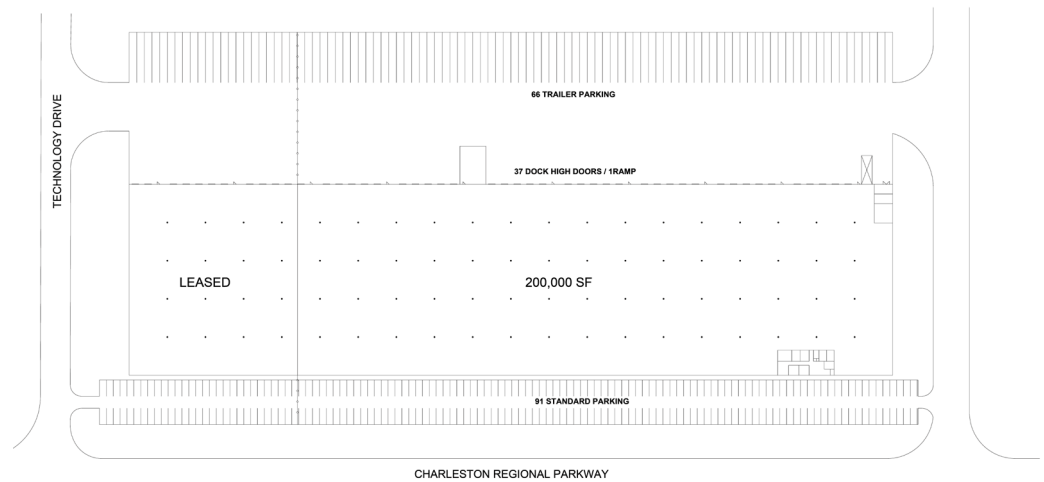 66 TRAILER PARKING
TECHNOLOGY DRIVE
37 DOCK HIGH DOORS / 1RAMP
LEASED
200,000 SF
91 STANDARD PARKING
CHARLESTON REGIONAL PARKWAY